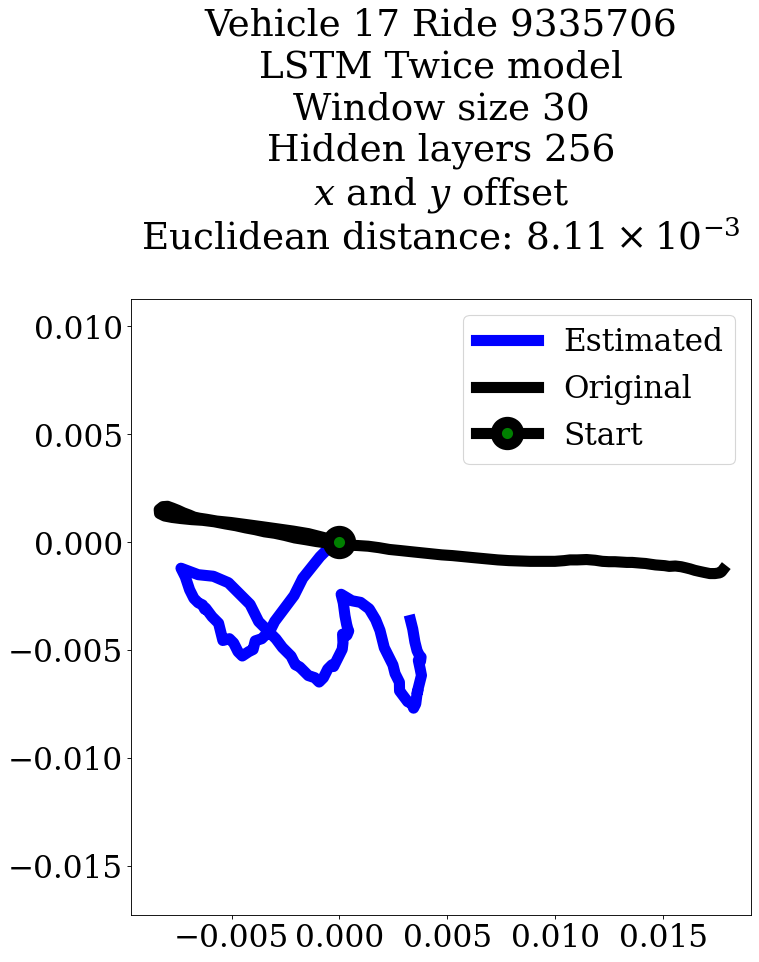 Vehicle 17 Ride 9335706
LSTM Twice model
Window size 30
Hidden layers 256
x and y offset
Euclidean distance: 8.11 × 10⁻³
Estimated
Original
Start
0.010
0.005
0.000
−0.005
−0.010
−0.015
−0.005 0.000 0.005 0.010 0.015